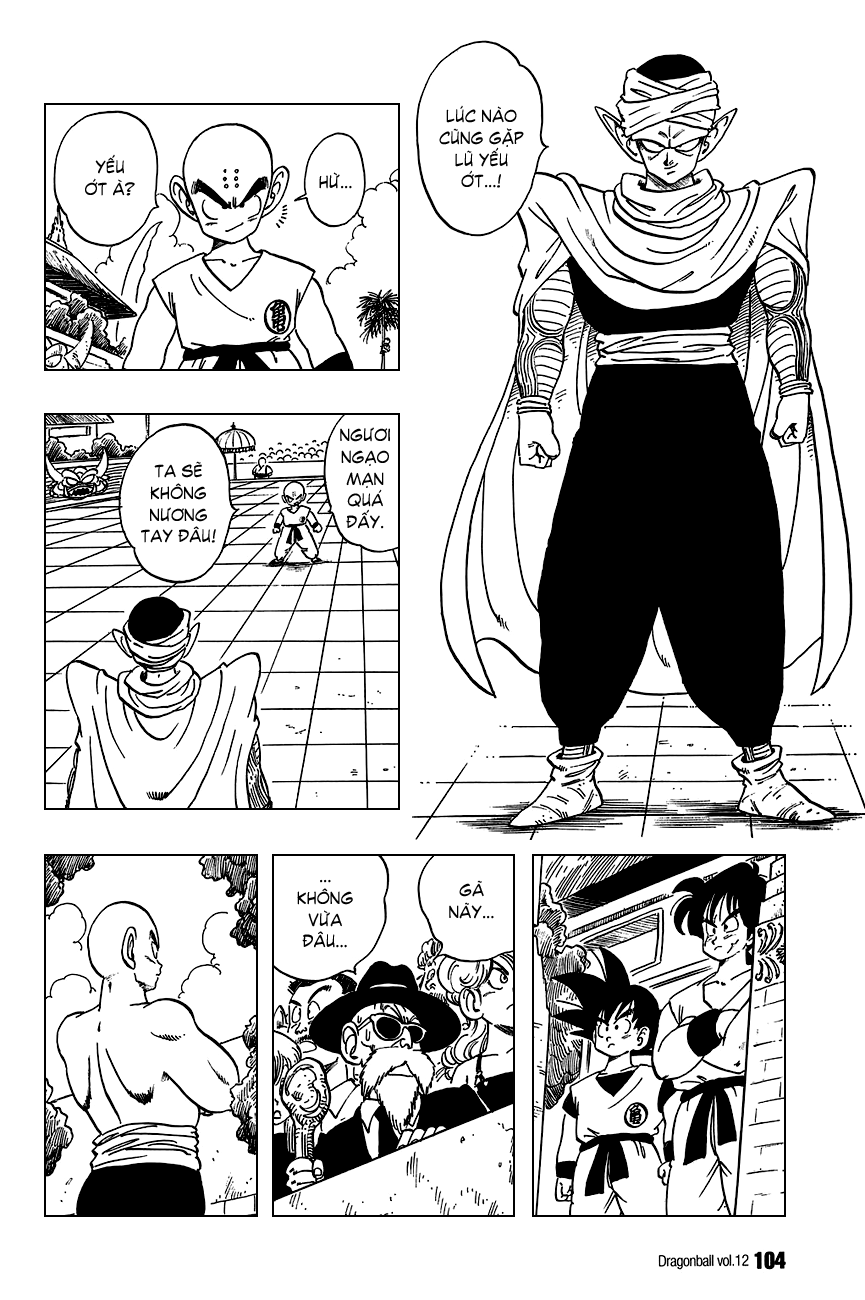 LÚC NÀO
CŨNG GẶP
LŨ YẾU
ỚT...!
HỪ...
YẾU
ỚT À?
NGƯƠI
NGẠO
MẠN
QUÁ
ĐẤY.
TA SẼ
KHÔNG
NƯƠNG
TAY ĐÂU!
GÃ
NÀY...
...
KHÔNG
VỪA
ĐÂU...
Dragonball vol.12 104